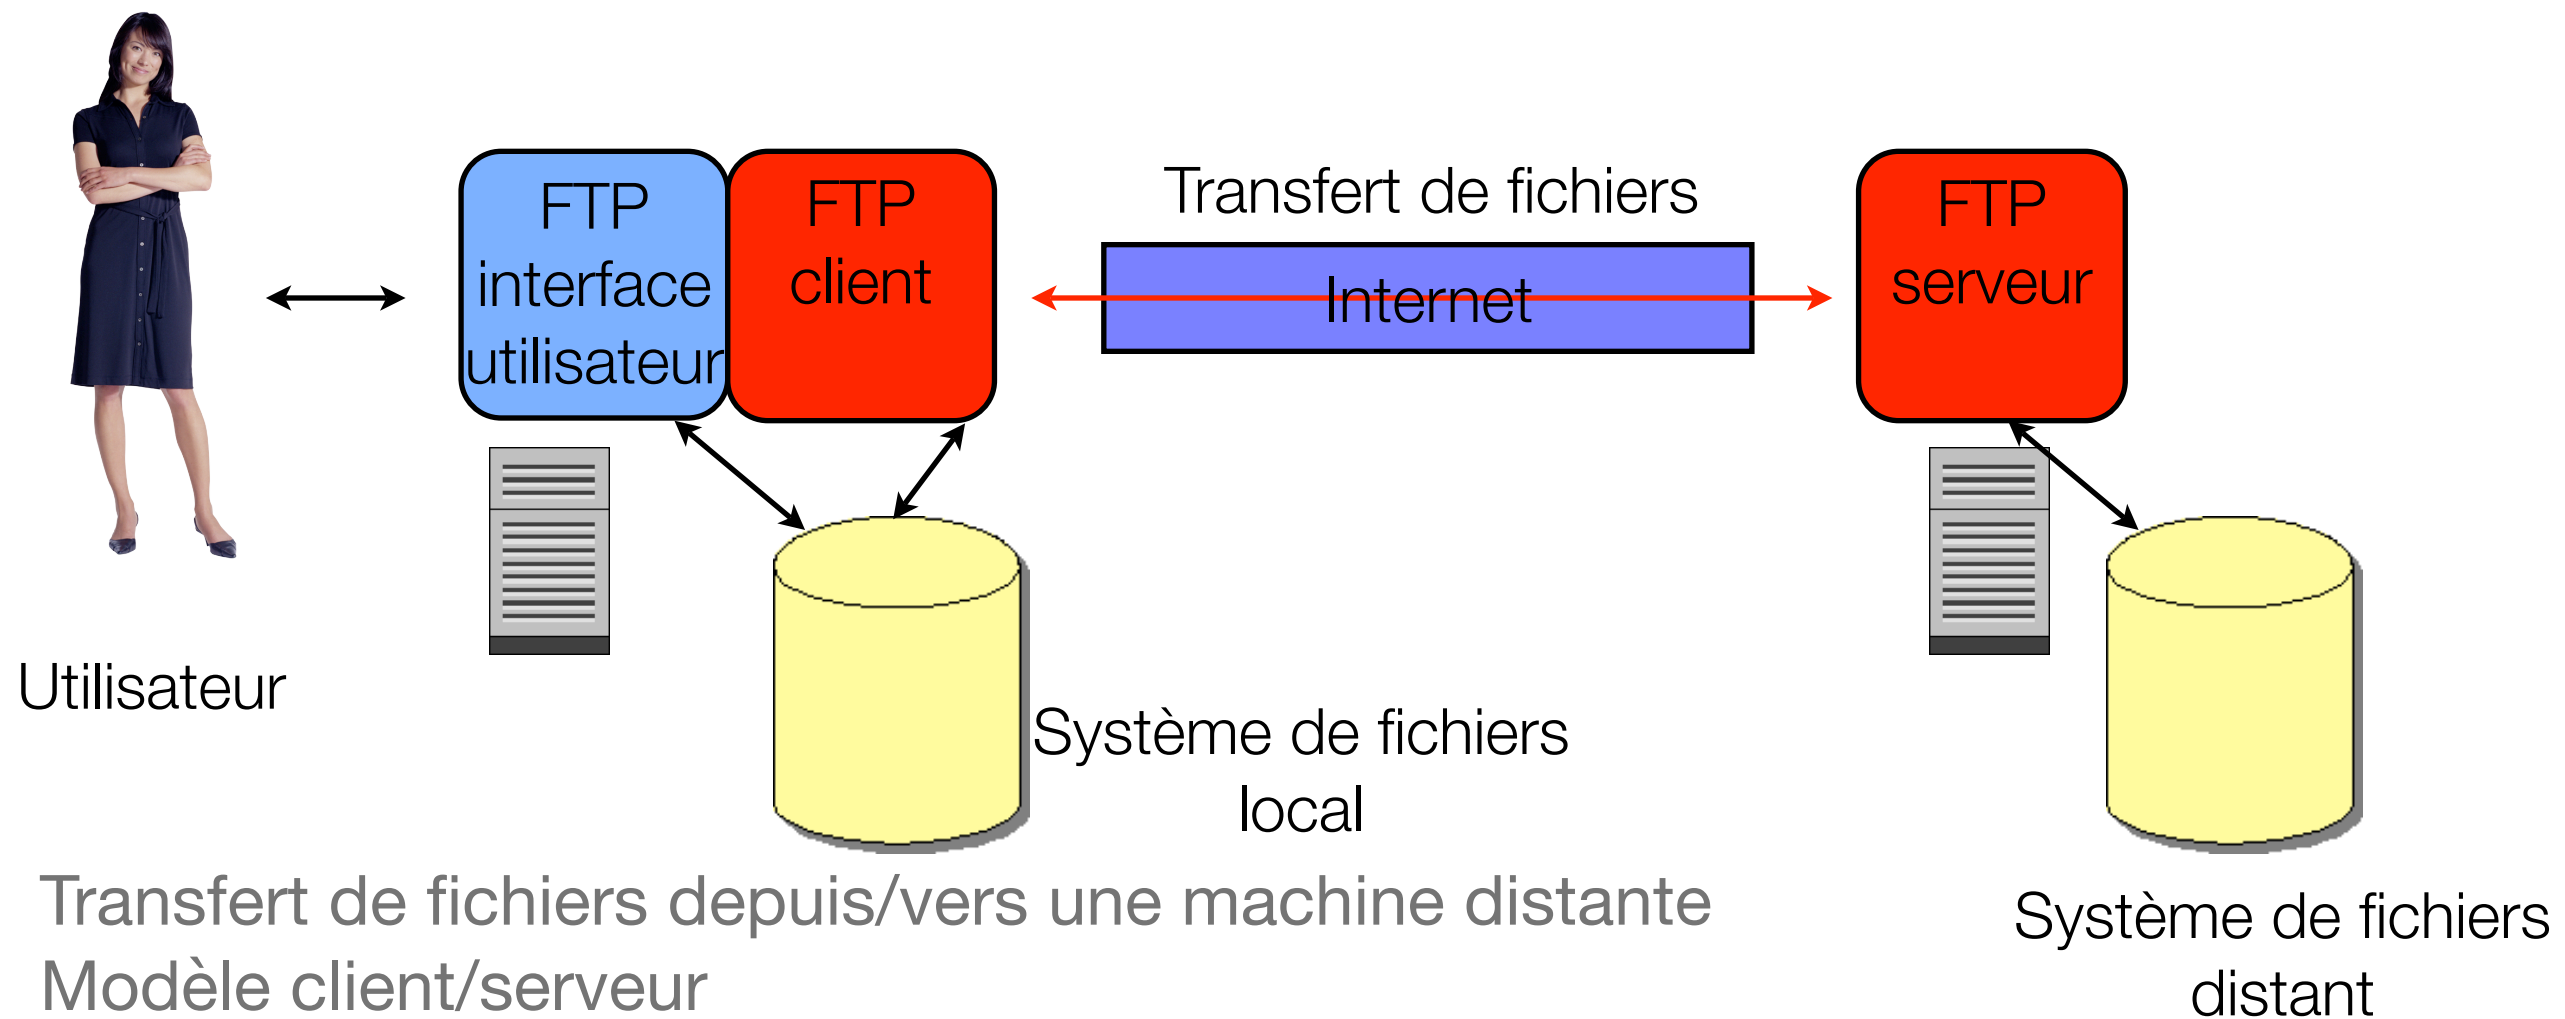 FTP
interface
utilisateur
FTP
client
Transfert de fichiers
Internet
FTP
serveur
Utilisateur
Système de fichiers
local
Transfert de fichiers depuis/vers une machine distante
Modèle client/serveur
Système de fichiers
distant